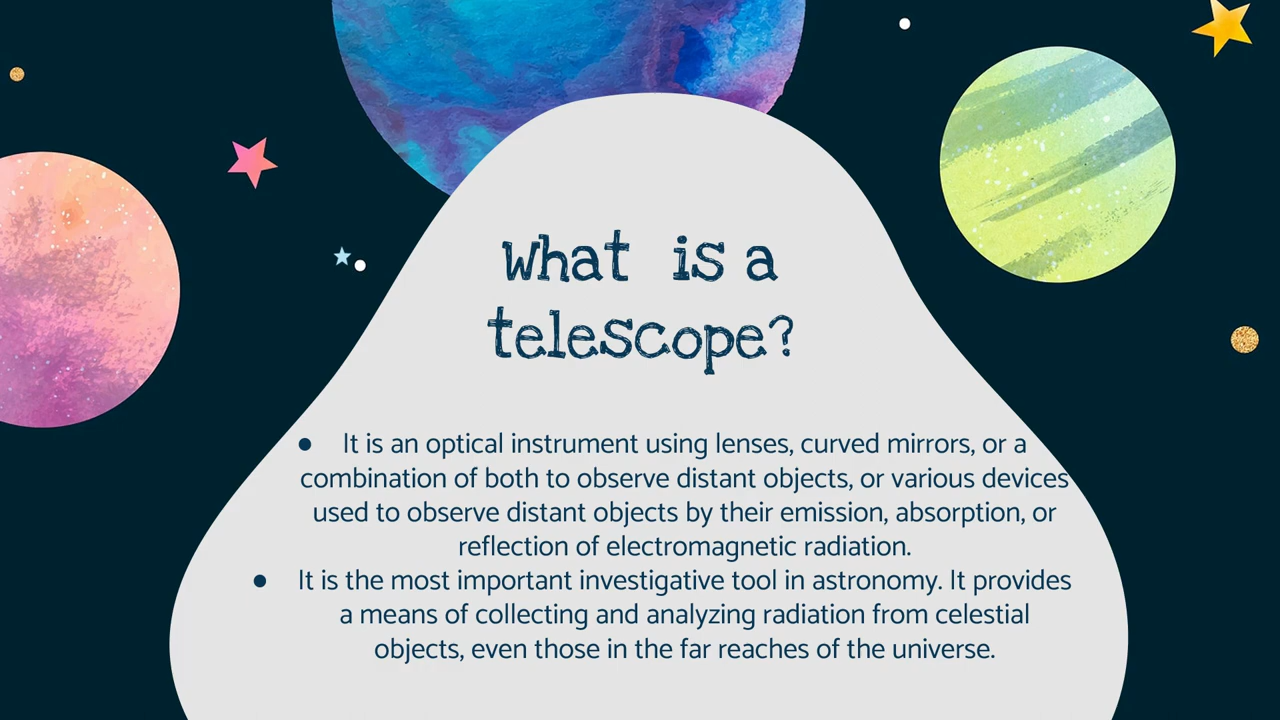 What is a
telescope?
● It is an optical instrument using lenses, curved mirrors, or a
combination of both to observe distant objects, or various devices
used to observe distant objects by their emission, absorption, or
reflection of electromagnetic radiation.
● It is the most important investigative tool in astronomy. It provides
a means of collecting and analyzing radiation from celestial
objects, even those in the far reaches of the universe.